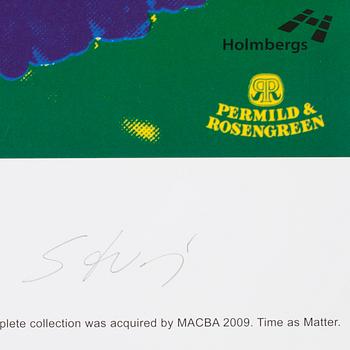 Holmbergs
PERMILD &
ROSENGREEN
plete collection was acquired by MACBA 2009. Time as Matter.